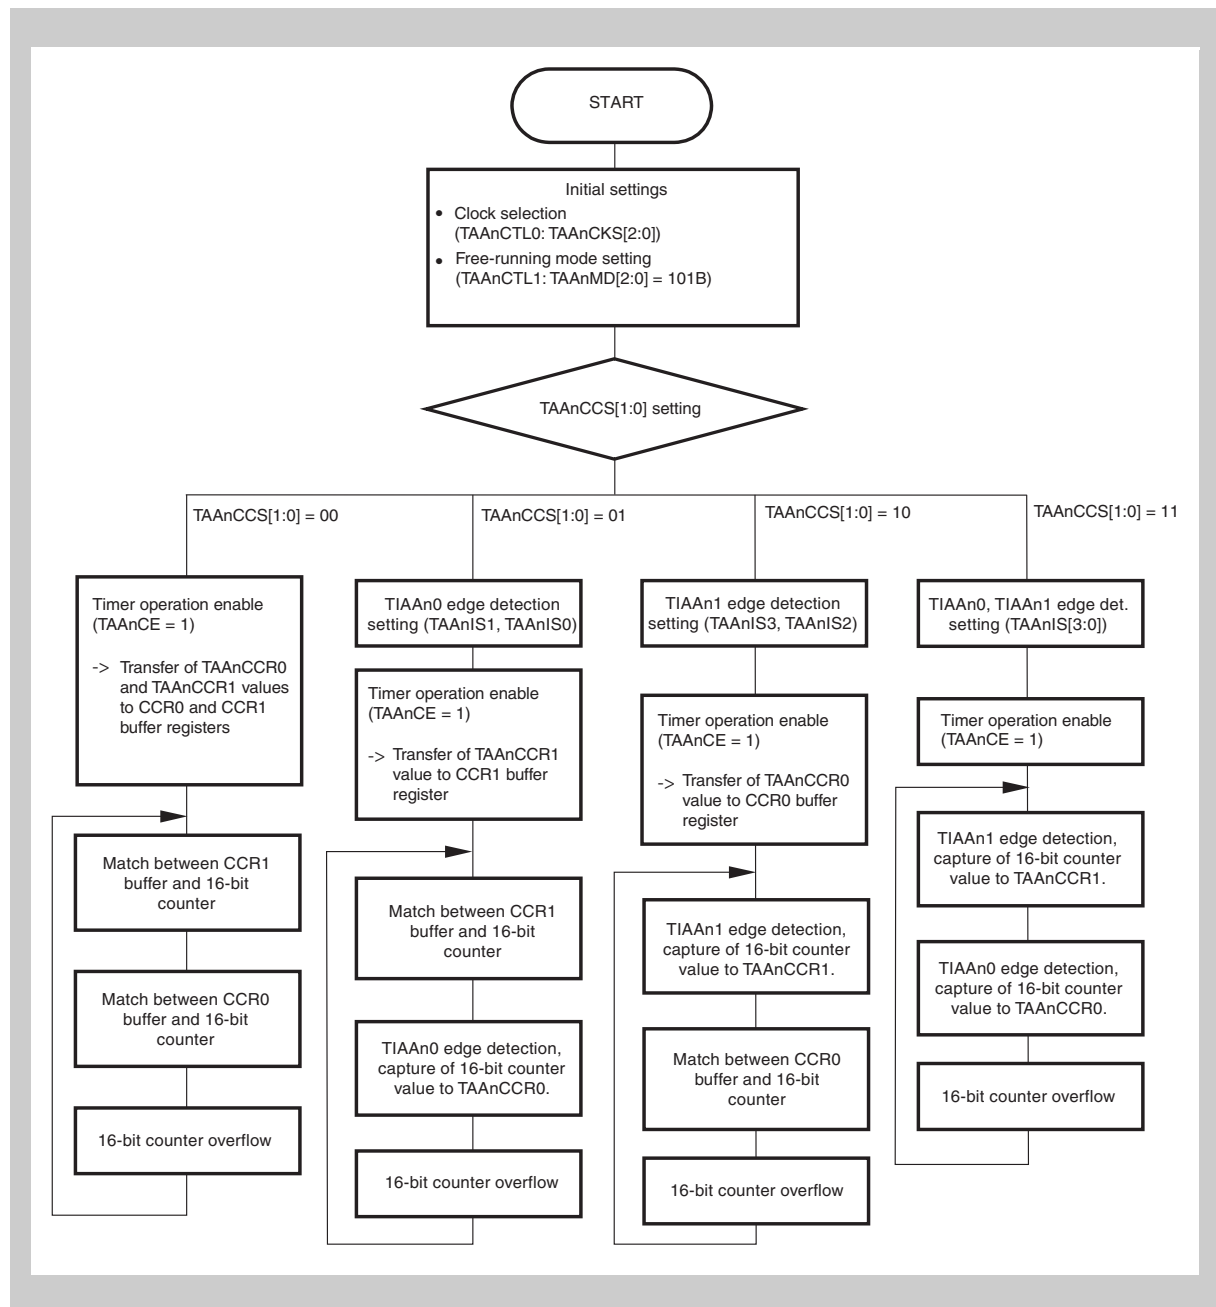 START
Initial settings
• Clock selection
(TAAnCTL0: TAAnCKS[2:0])
• Free-running mode setting
(TAAnCTL1: TAAnMD[2:0] = 101B)
TAAnCCS[1:0] setting
TAAnCCS[1:0] = 00
TAAnCCS[1:0] = 01
TAAnCCS[1:0] = 10
TAAnCCS[1:0] = 11
Timer operation enable
(TAAnCE = 1)
-> Transfer of TAAnCCR0
and TAAnCCR1 values
to CCR0 and CCR1
buffer registers
Match between CCR1
buffer and 16-bit
counter
Match between CCR0
buffer and 16-bit
counter
16-bit counter overflow
TIAAn0 edge detection
setting (TAAnIS1, TAAnIS0)
Timer operation enable
(TAAnCE = 1)
-> Transfer of TAAnCCR1
value to CCR1 buffer
register
Match between CCR1
buffer and 16-bit
counter
TIAAn0 edge detection,
capture of 16-bit counter
value to TAAnCCR0.
16-bit counter overflow
TIAAn1 edge detection
setting (TAAnIS3, TAAnIS2)
Timer operation enable
(TAAnCE = 1)
-> Transfer of TAAnCCR0
value to CCR0 buffer
register
TIAAn1 edge detection,
capture of 16-bit counter
value to TAAnCCR1.
Match between CCR0
buffer and 16-bit
counter
16-bit counter overflow
TIAAn0, TIAAn1 edge det.
setting (TAAnIS[3:0])
Timer operation enable
(TAAnCE = 1)
TIAAn1 edge detection,
capture of 16-bit counter
value to TAAnCCR1.
TIAAn0 edge detection,
capture of 16-bit counter
value to TAAnCCR0.
16-bit counter overflow